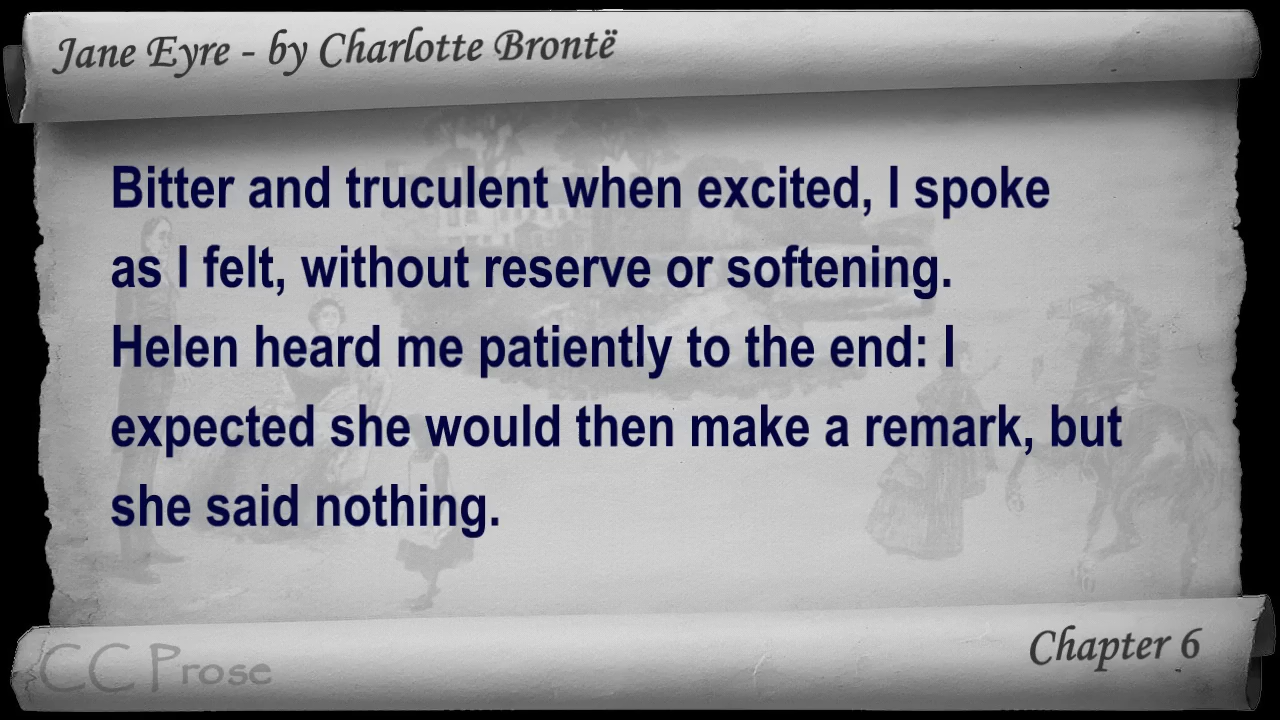 Jane Eyre - by Charlotte Brontë
Bitter and truculent when excited, I spoke
as I felt, without reserve or softening.
Helen heard me patiently to the end: I
expected she would then make a remark, but
she said nothing.
CC Prose
Chapter 6